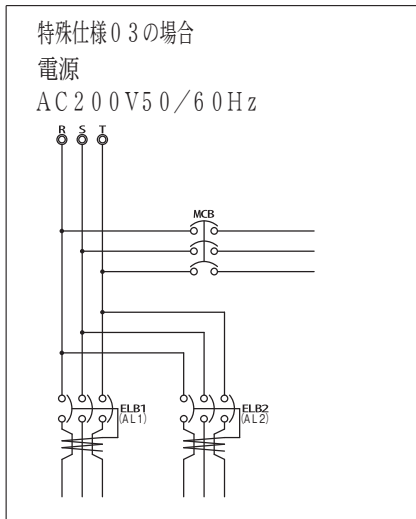 特殊仕様０３の場合
電源
ＡＣ２００Ｖ５０／６０Ｈｚ
R S T
MCB
ELB1
(AL1)
ELB2
(AL2)